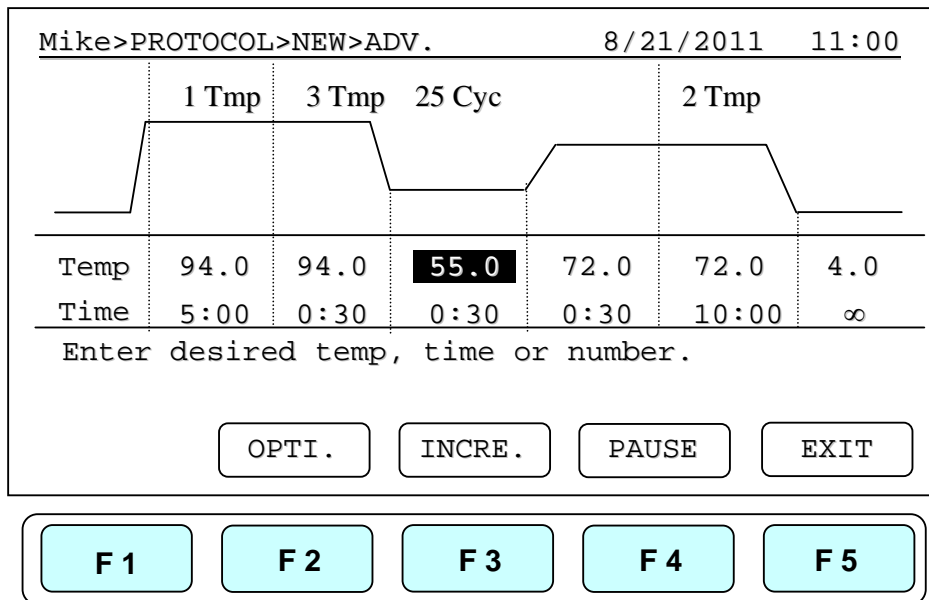 Mike>PROTOCOL>NEW>ADV. 8/21/2011 11:00
1 Tmp 3 Tmp 25 Cyc 2 Tmp
Temp 94.0 94.0 55.0 72.0 72.0 4.0
Time 5:00 0:30 0:30 0:30 10:00 ∞
Enter desired temp, time or number.
OPTI. INCRE. PAUSE EXIT
F 1 F 2 F 3 F 4 F 5